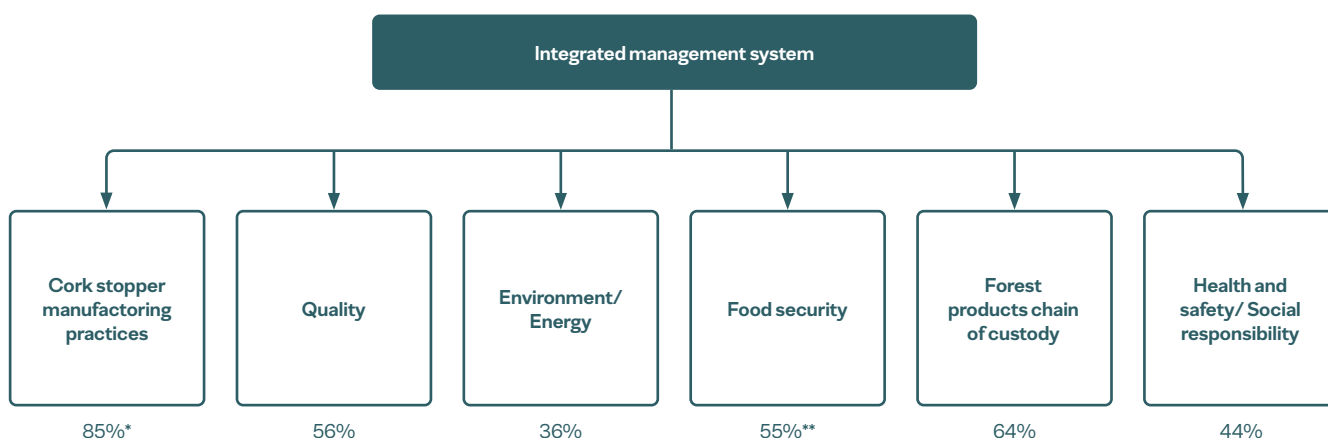 Integrated management system
Cork stopper
manufactoring
practices
Quality
Environment/
Energy
Food security
Forest
products chain
of custody
Health and
safety/ Social
responsibility
85%*
56%
36%
55%**
64%
44%